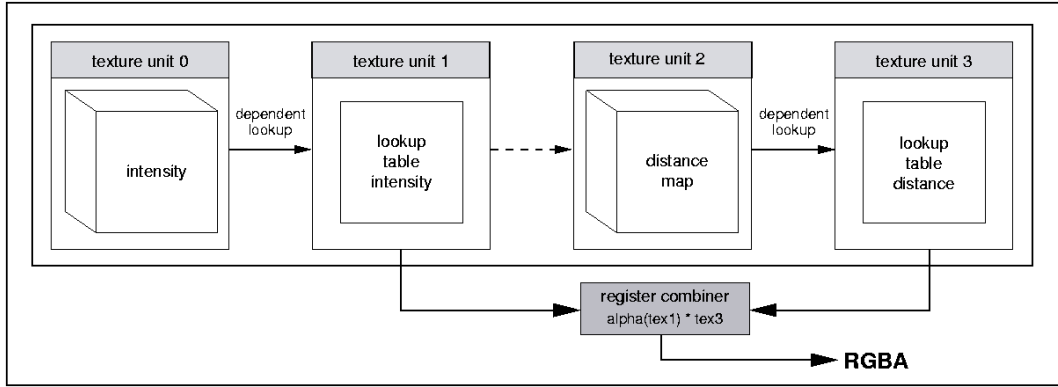 texture unit 0
texture unit 1
texture unit 2
texture unit 3
intensity
dependent
lookup
lookup
table
intensity
distance
map
dependent
lookup
lookup
table
distance
register combiner
alpha(tex1) * tex3
RGBA